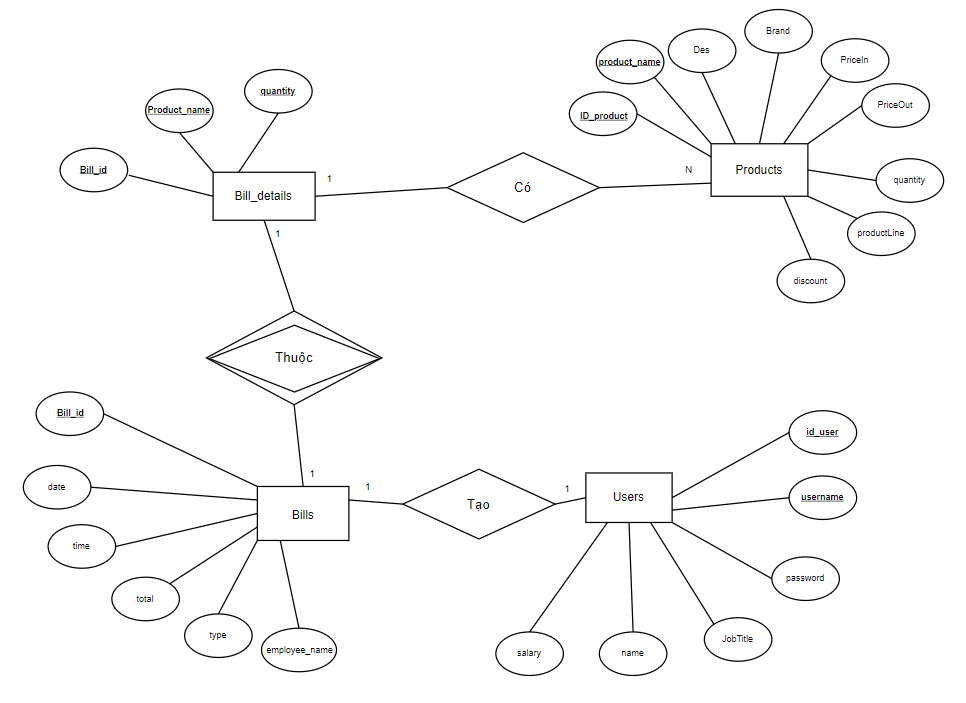 Brand
Des
product_name
PriceIn
ID_product
PriceOut
quantity
Product_name
Bill_id
Bill_details
1
Có
N
Products
quantity
productLine
discount
1
Thuộc
Bill_id
date
time
total
type
employee_name
1
Bills
1
Tạo
1
Users
id_user
username
password
JobTitle
name
salary